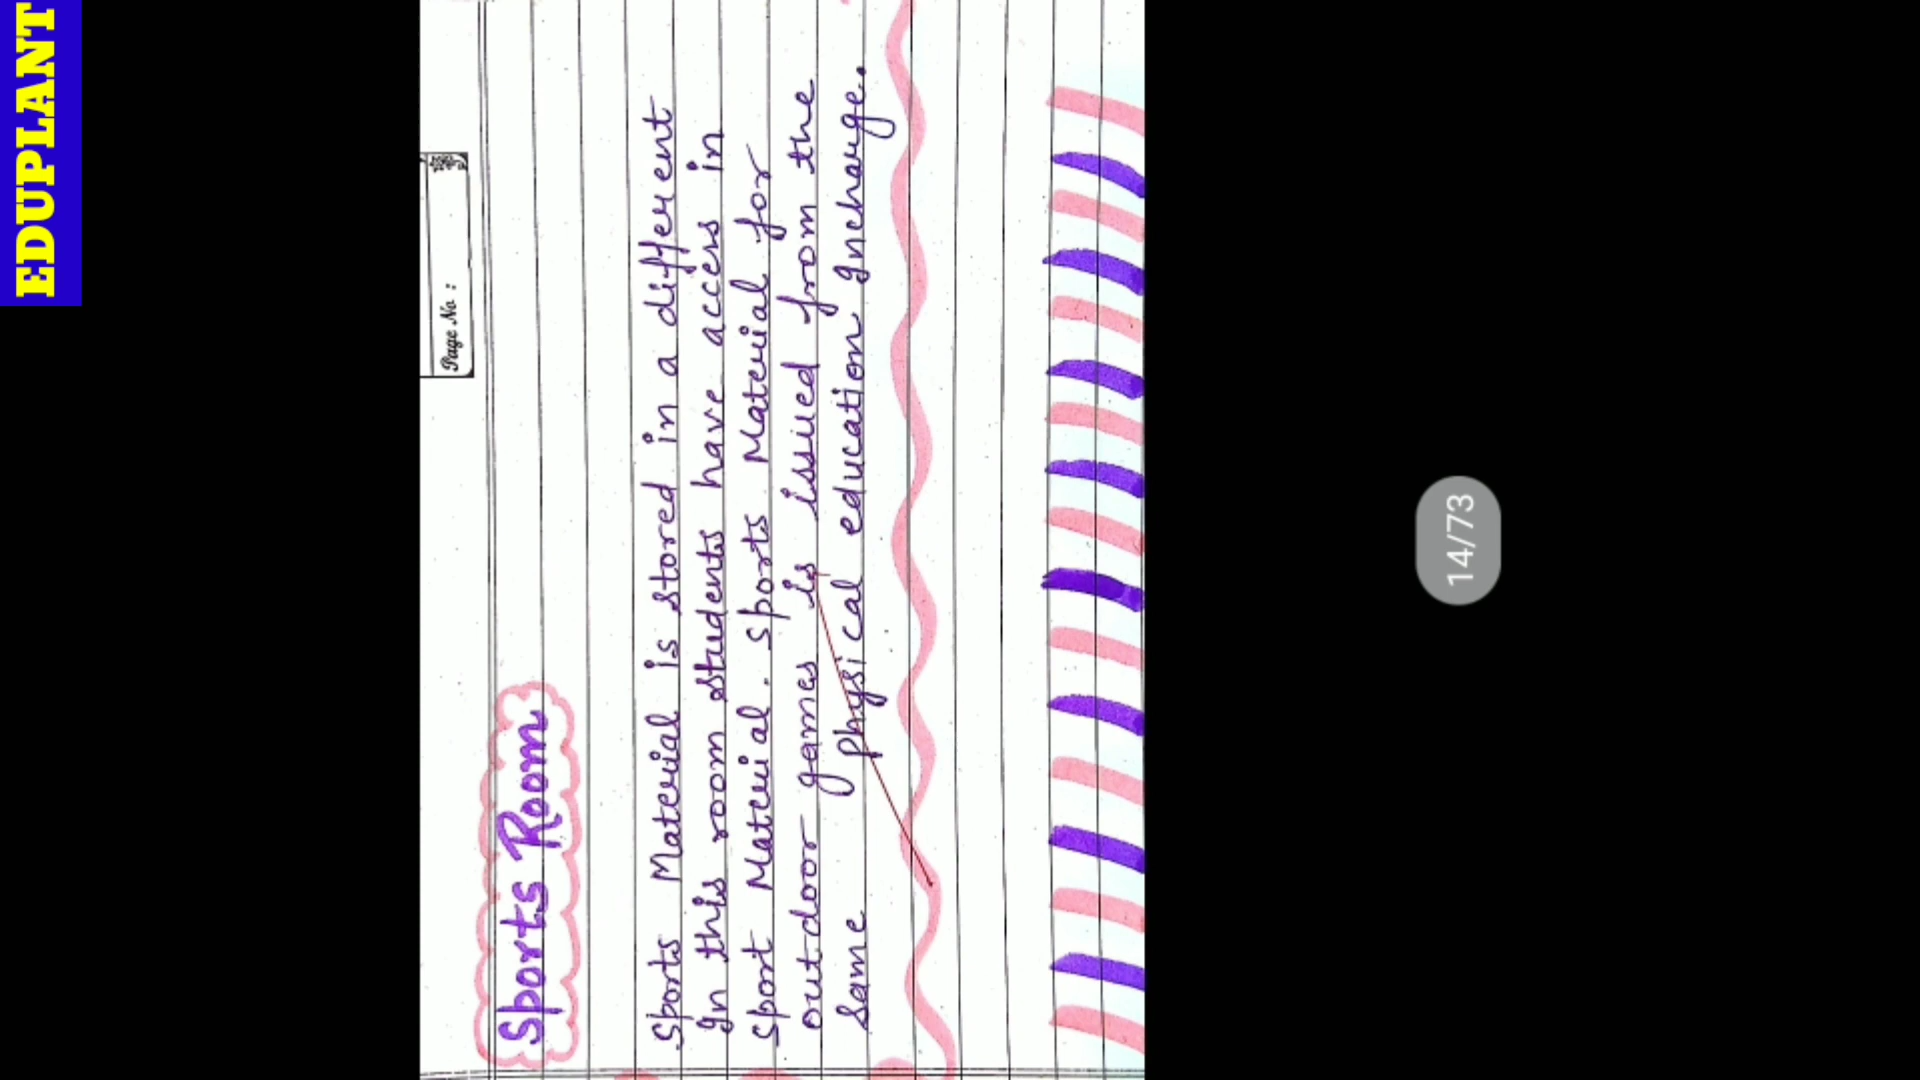 EDUPLANT
Page No :
Sports Room
Sports Material is stored in a different
In this room students have access in
Sport Material. Sports Material for
outdoor games is issued from the
same physical education Incharge.
14/73